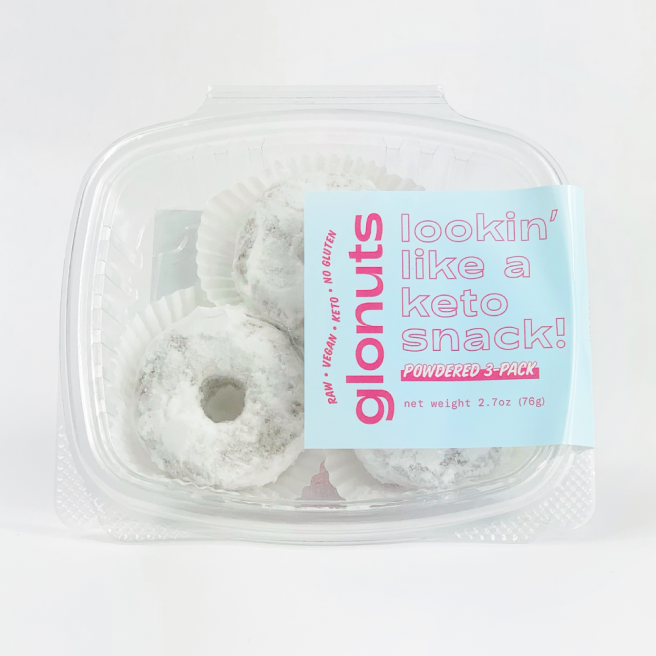 RAW • VEGAN • KETO • NO GLUTEN
glonuts
lookin'
like a
keto
snack!
POWDERED 3-PACK
net weight 2.7oz (76g)